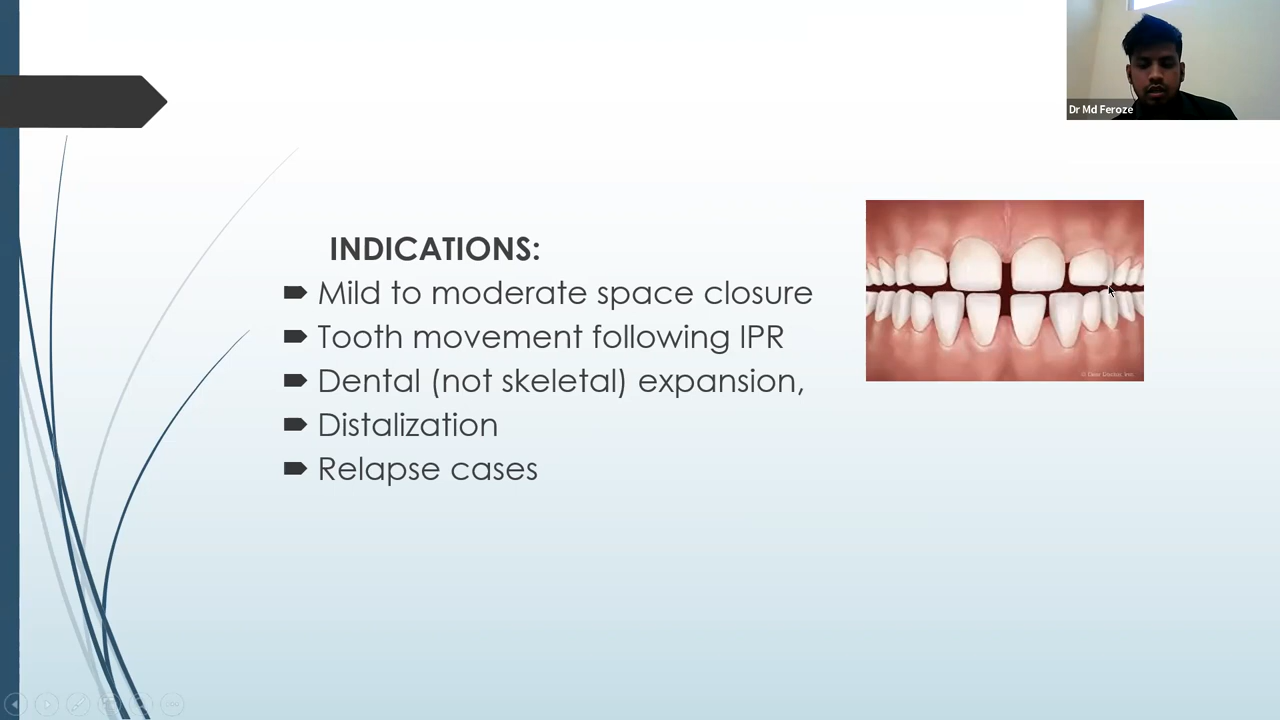 Dr Md Feroze
INDICATIONS:
Mild to moderate space closure
Tooth movement following IPR
Dental (not skeletal) expansion,
Distalization
Relapse cases